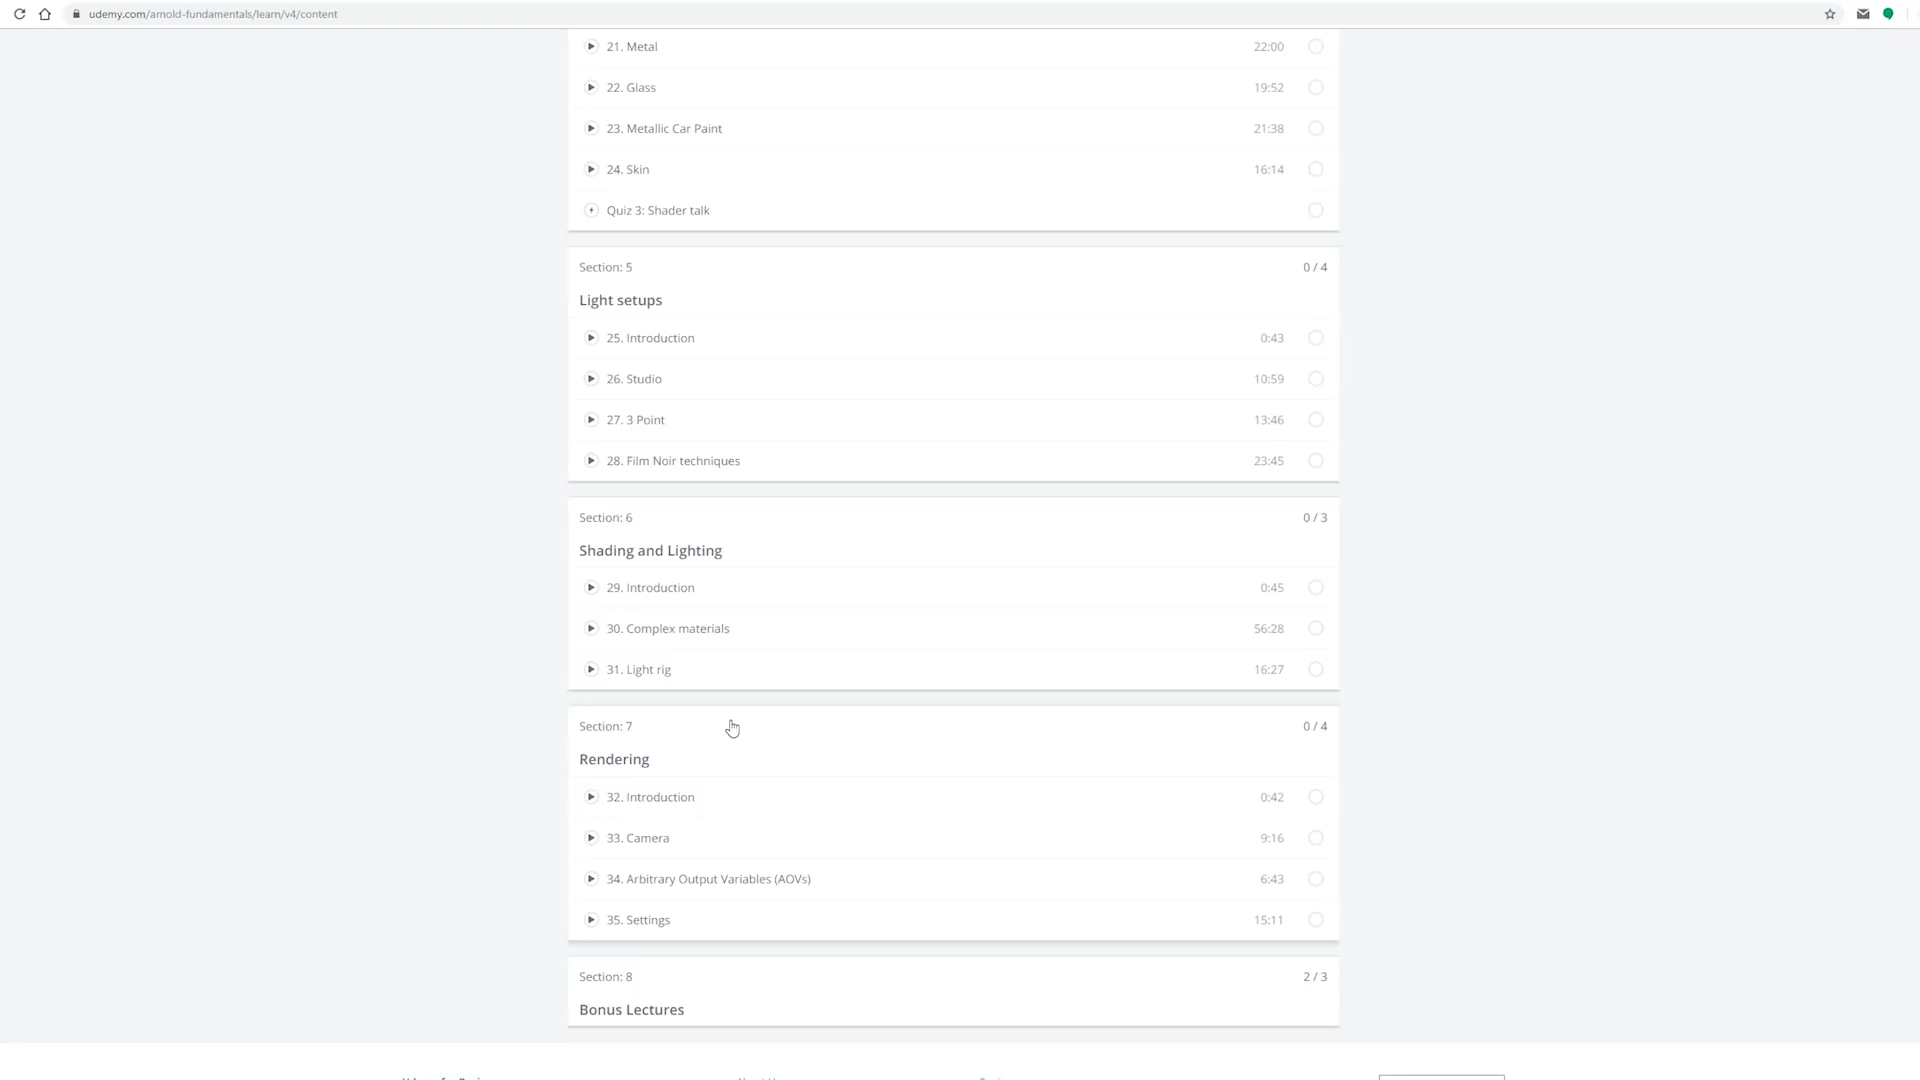 udemy.com/arnold-fundamentals/learn/v4/content
21. Metal 22:00
22. Glass 19:52
23. Metallic Car Paint 21:38
24. Skin 16:14
Quiz 3: Shader talk
Section: 5 0 / 4
Light setups
25. Introduction 0:43
26. Studio 10:59
27. 3 Point 13:46
28. Film Noir techniques 23:45
Section: 6 0 / 3
Shading and Lighting
29. Introduction 0:45
30. Complex materials 56:28
31. Light rig 16:27
Section: 7 0 / 4
Rendering
32. Introduction 0:42
33. Camera 9:16
34. Arbitrary Output Variables (AOVs) 6:43
35. Settings 15:11
Section: 8 2 / 3
Bonus Lectures